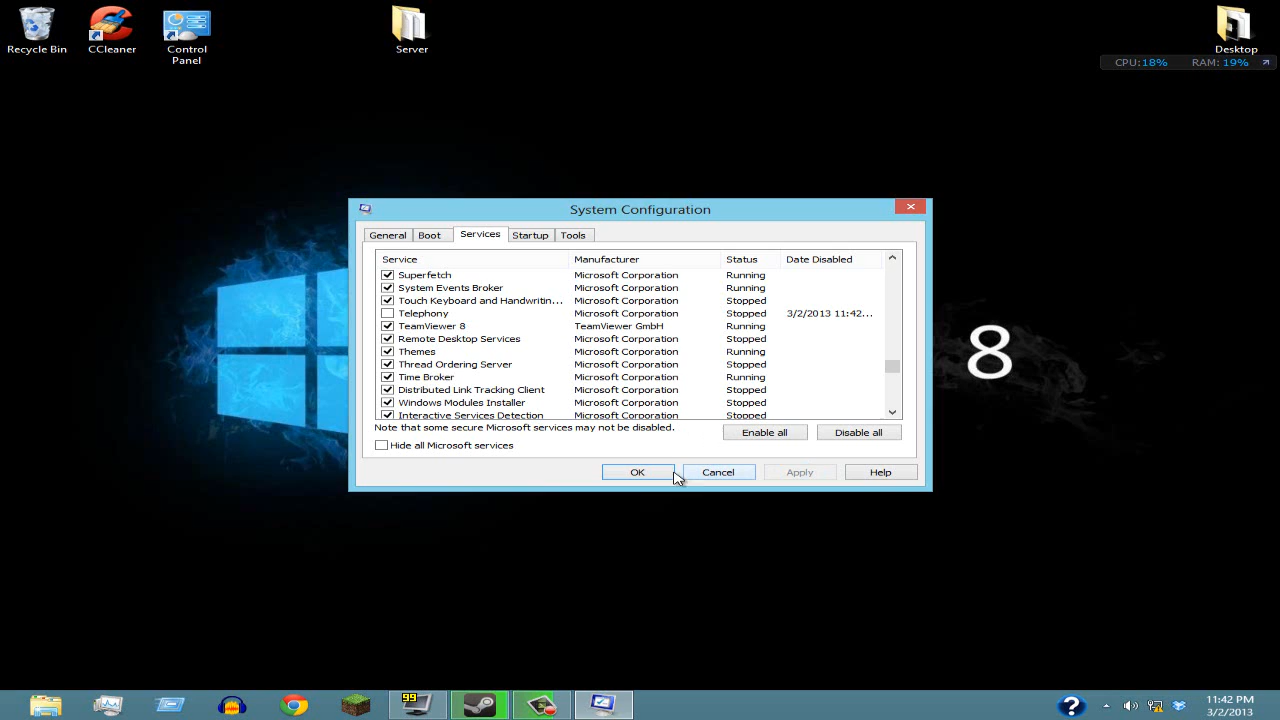 Recycle Bin
CCleaner
Control
Panel
Server
Desktop
CPU:18% RAM: 19%
System Configuration
General Boot Services Startup Tools
Service Manufacturer Status Date Disabled
Superfetch Microsoft Corporation Running
System Events Broker Microsoft Corporation Running
Touch Keyboard and Handwritin... Microsoft Corporation Stopped
Telephony Microsoft Corporation Stopped 3/2/2013 11:42...
TeamViewer 8 TeamViewer GmbH Running
Remote Desktop Services Microsoft Corporation Stopped
Themes Microsoft Corporation Running
Thread Ordering Server Microsoft Corporation Stopped
Time Broker Microsoft Corporation Running
Distributed Link Tracking Client Microsoft Corporation Stopped
Windows Modules Installer Microsoft Corporation Stopped
Interactive Services Detection Microsoft Corporation Stopped
Note that some secure Microsoft services may not be disabled.
Enable all Disable all
Hide all Microsoft services
OK Cancel Apply Help
8
99
?
11:42 PM
3/2/2013